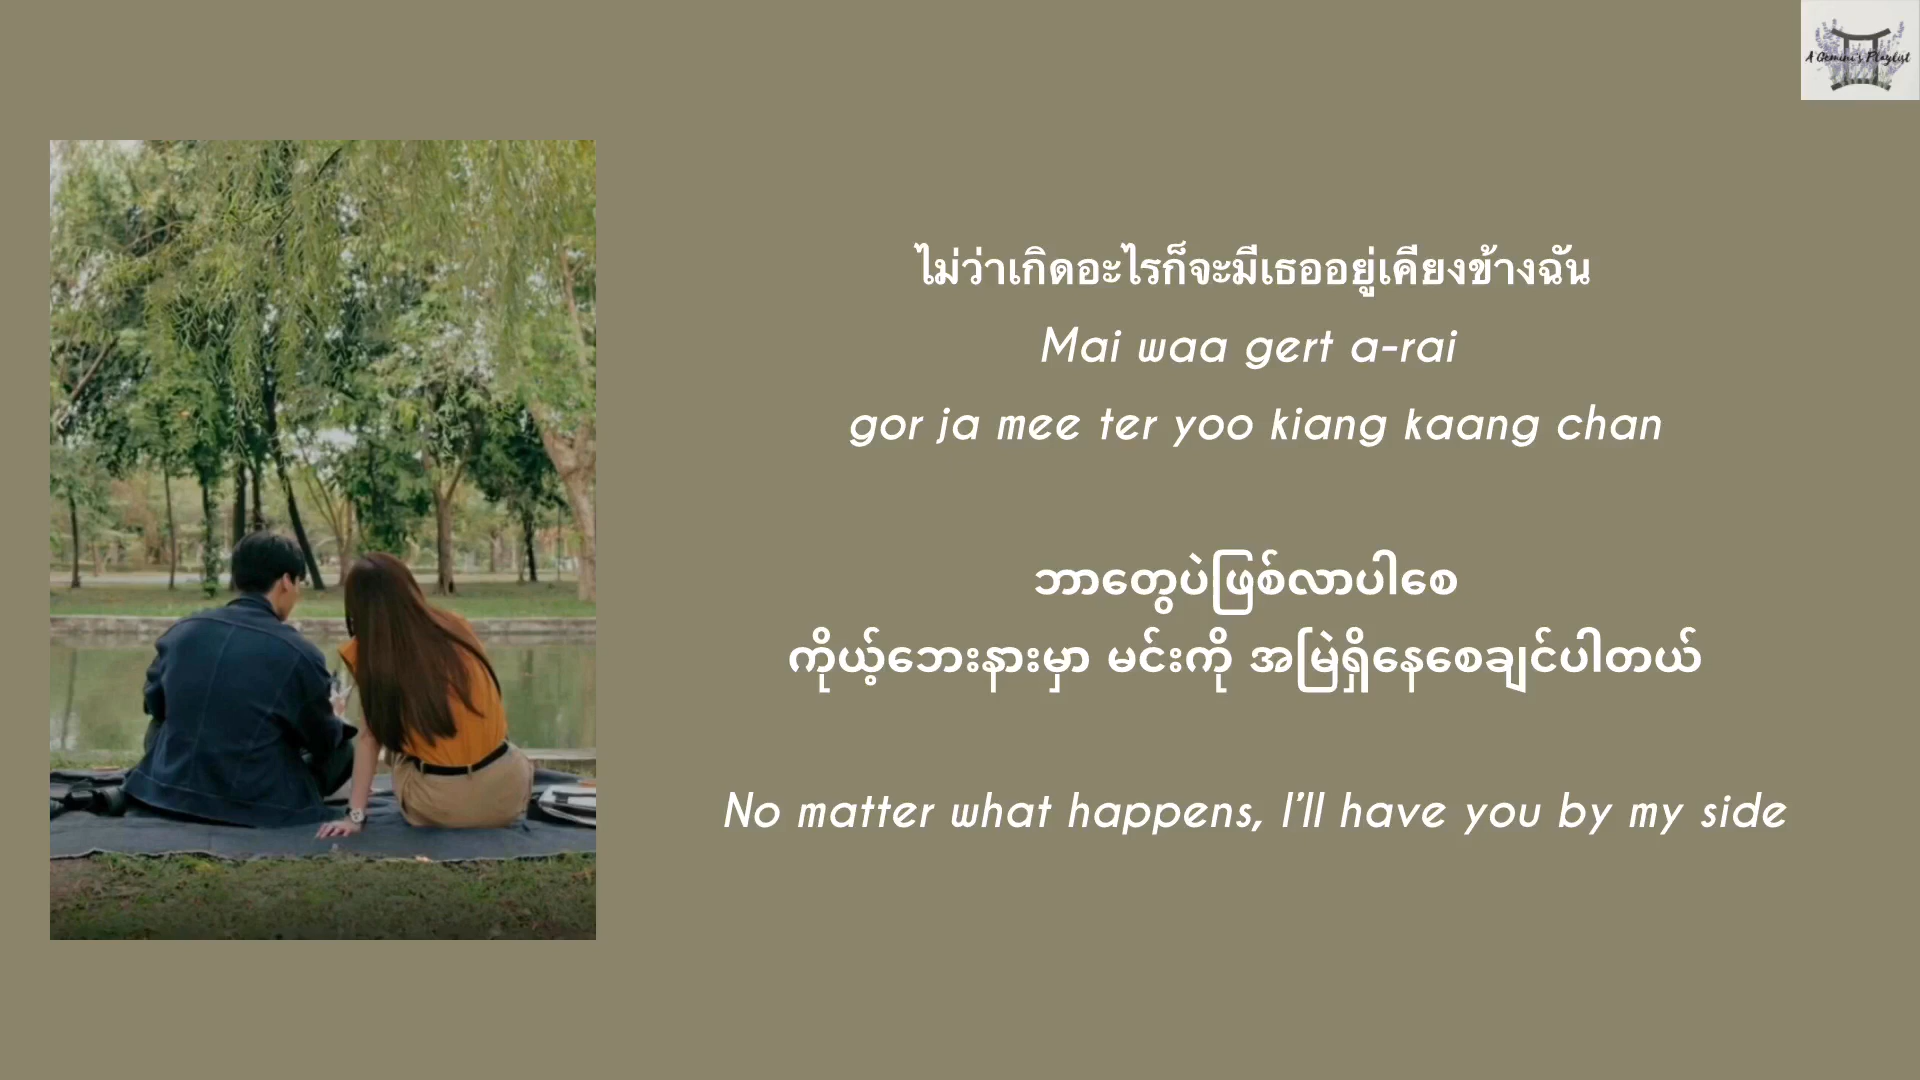 A Gemini's Playlist
ไม่ว่าเกิดอะไรก็จะมีเธออยู่เคียงข้างฉัน
Mai waa gert a-rai
gor ja mee ter yoo kiang kaang chan
ဘာတွေပဲဖြစ်လာပါစေ
ကိုယ့်ဘေးနားမှာ မင်းကို အမြဲရှိနေစေချင်ပါတယ်
No matter what happens, I'll have you by my side